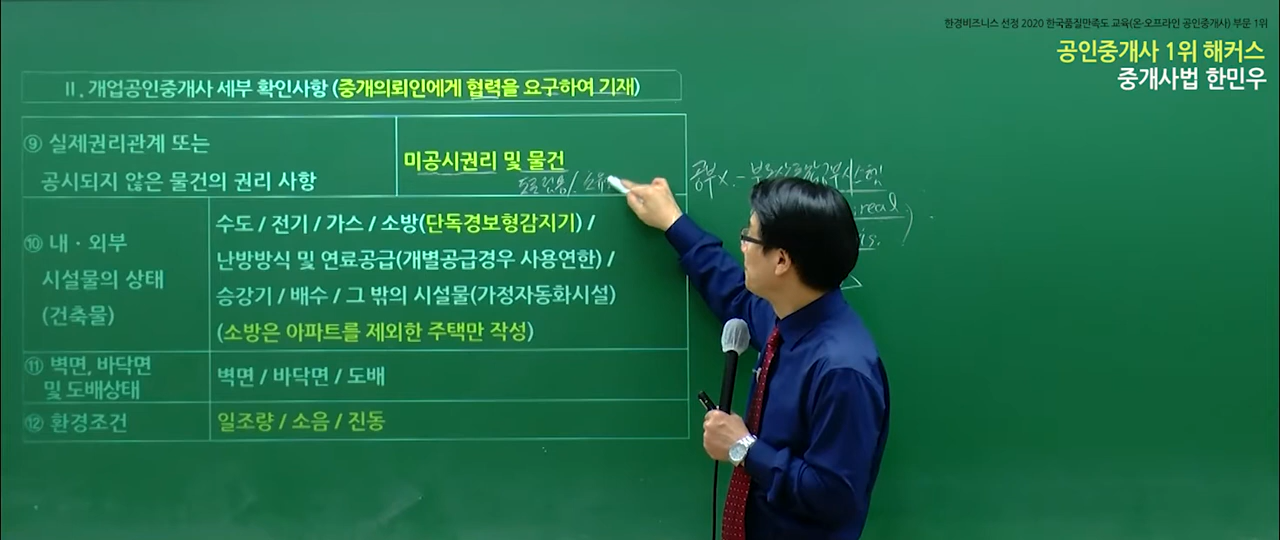 한경비즈니스 선정 2020 한국품질만족도 교육(온·오프라인 공인중개사) 부문 1위
공인중개사 1위 해커스
중개사법 한민우
Ⅱ. 개업공인중개사 세부 확인사항 (중개의뢰인에게 협력을 요구하여 기재)
⑨ 실제권리관계 또는
공시되지 않은 물건의 권리 사항
미공시권리 및 물건
공부X.-
real
⑩ 내·외부
시설물의 상태
(건축물)
수도 / 전기 / 가스 / 소방(단독경보형감지기) /
난방방식 및 연료공급(개별공급경우 사용연한) /
승강기 / 배수 / 그 밖의 시설물(가정자동화시설)
(소방은 아파트를 제외한 주택만 작성)
⑪ 벽면, 바닥면
및 도배상태
벽면 / 바닥면 / 도배
⑫ 환경조건
일조량 / 소음 / 진동